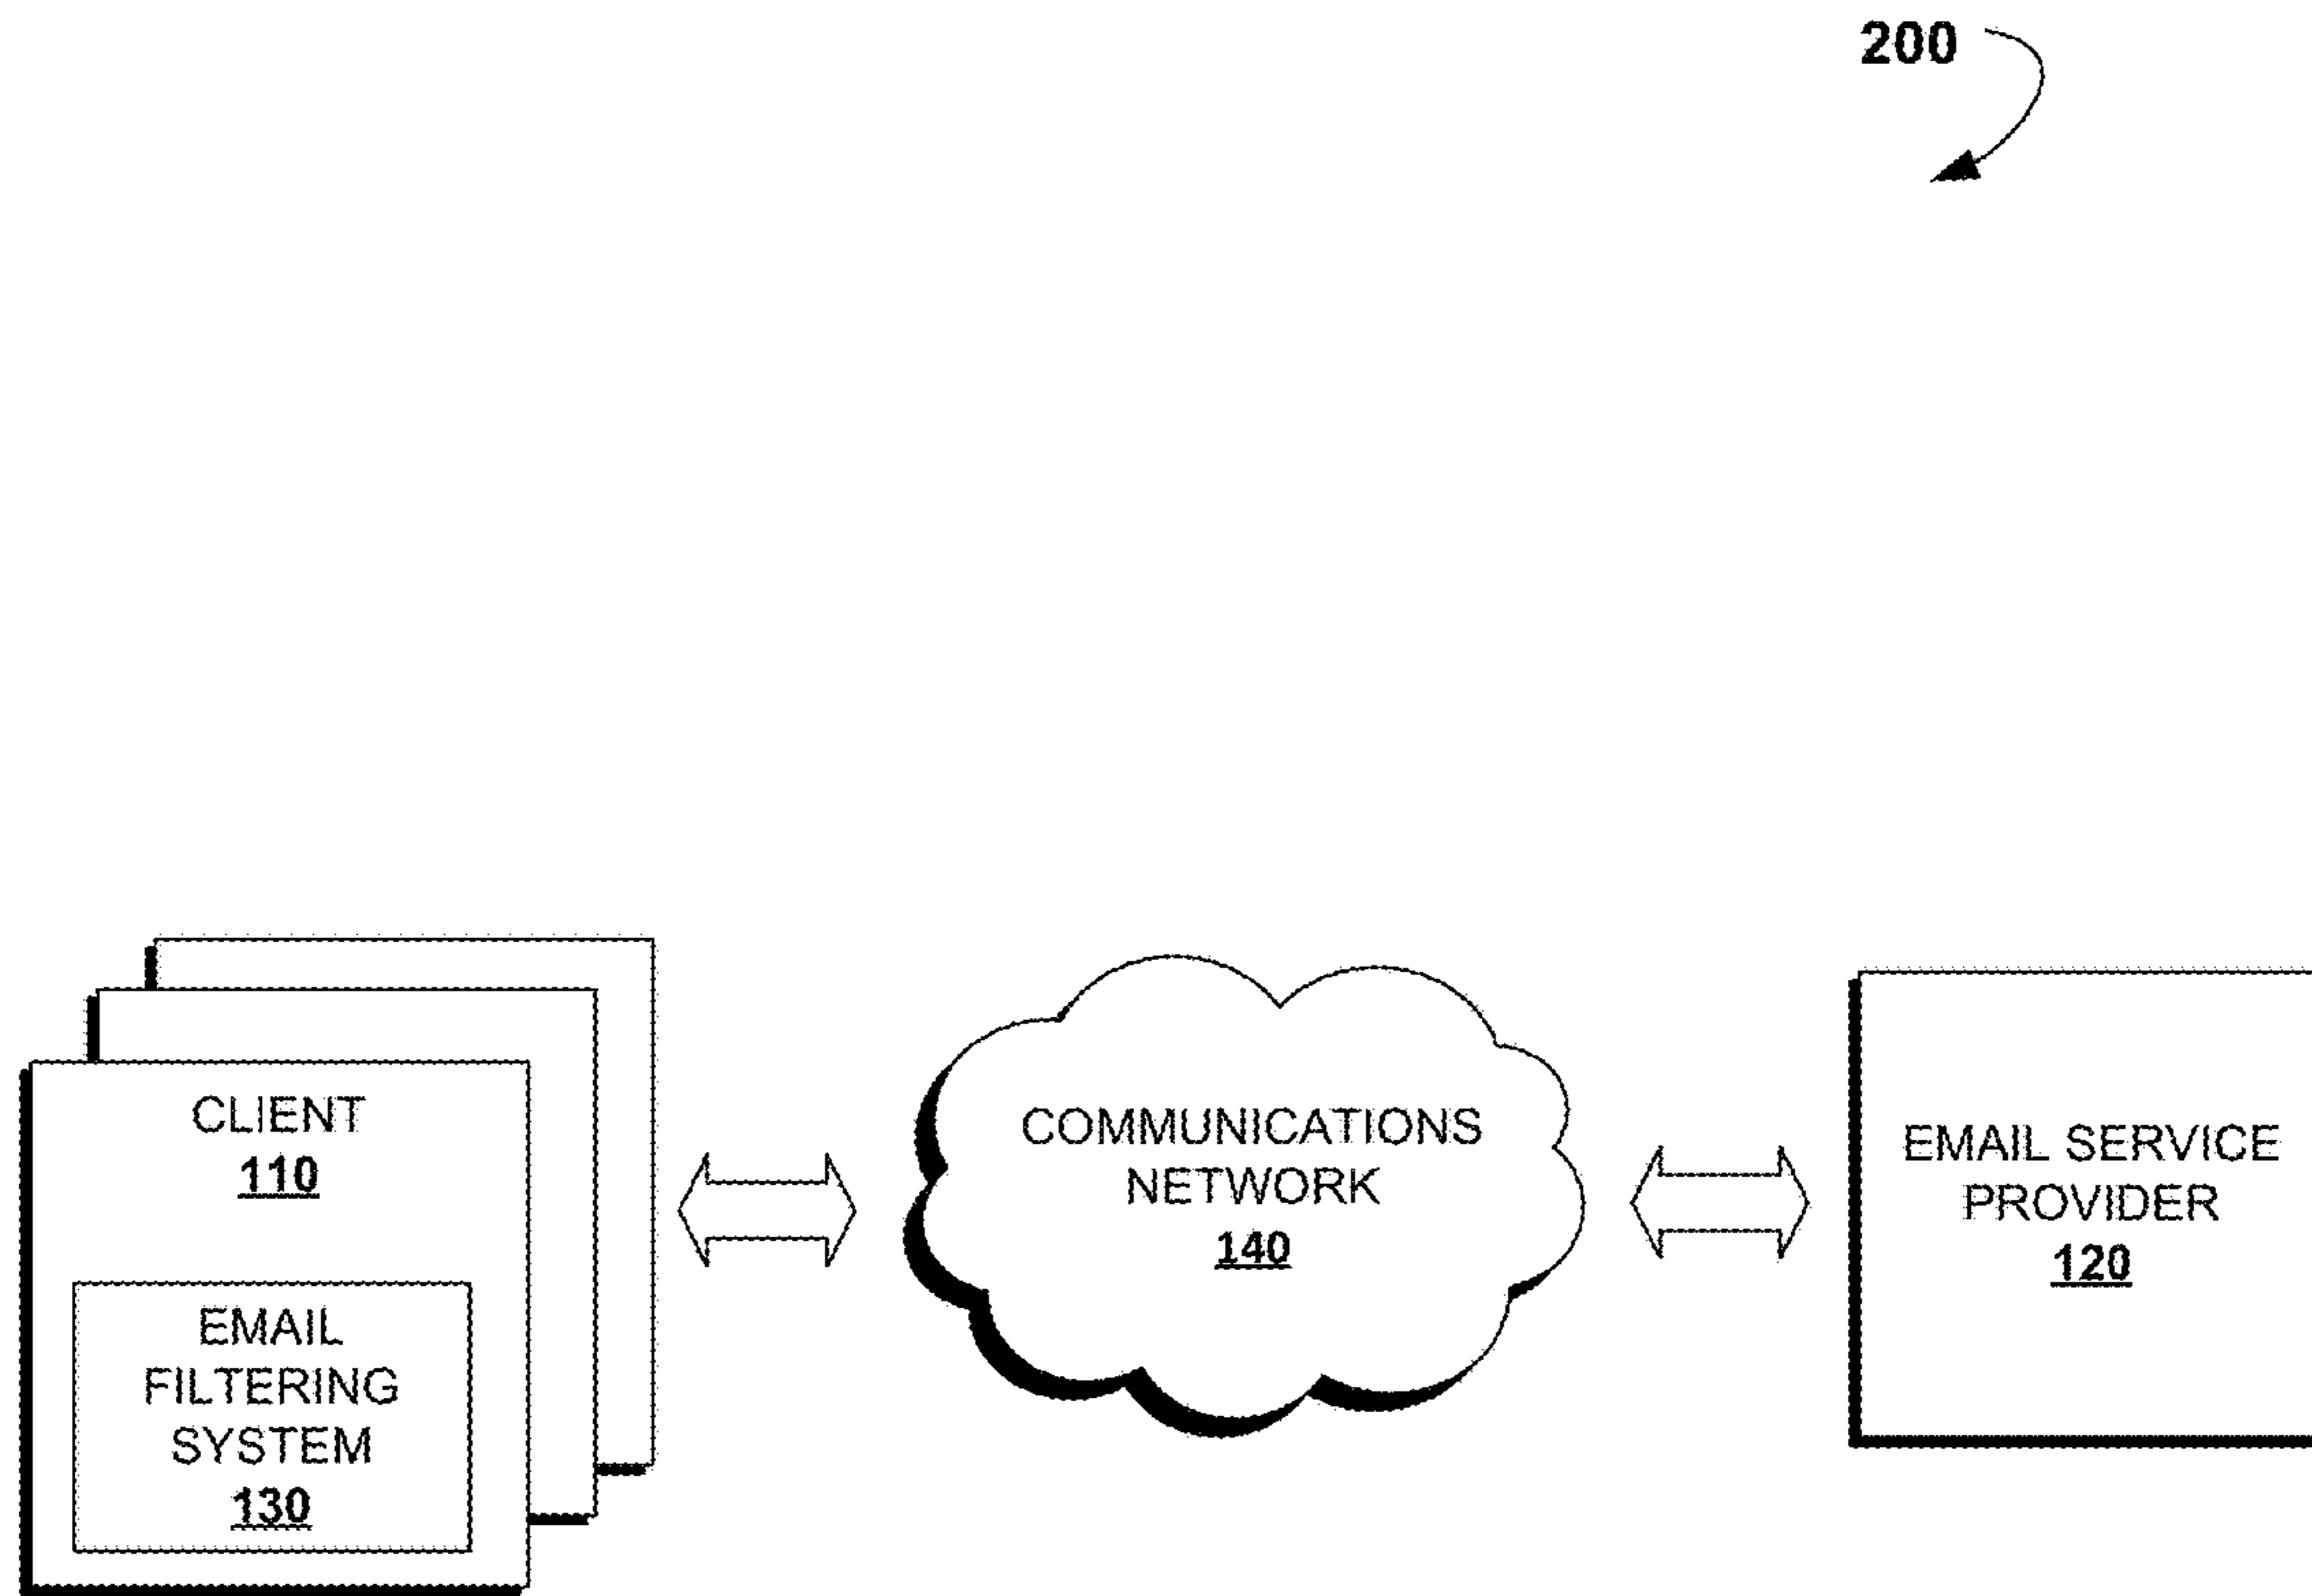 200
CLIENT
110
EMAIL
FILTERING
SYSTEM
130
COMMUNICATIONS
NETWORK
140
EMAIL SERVICE
PROVIDER
120